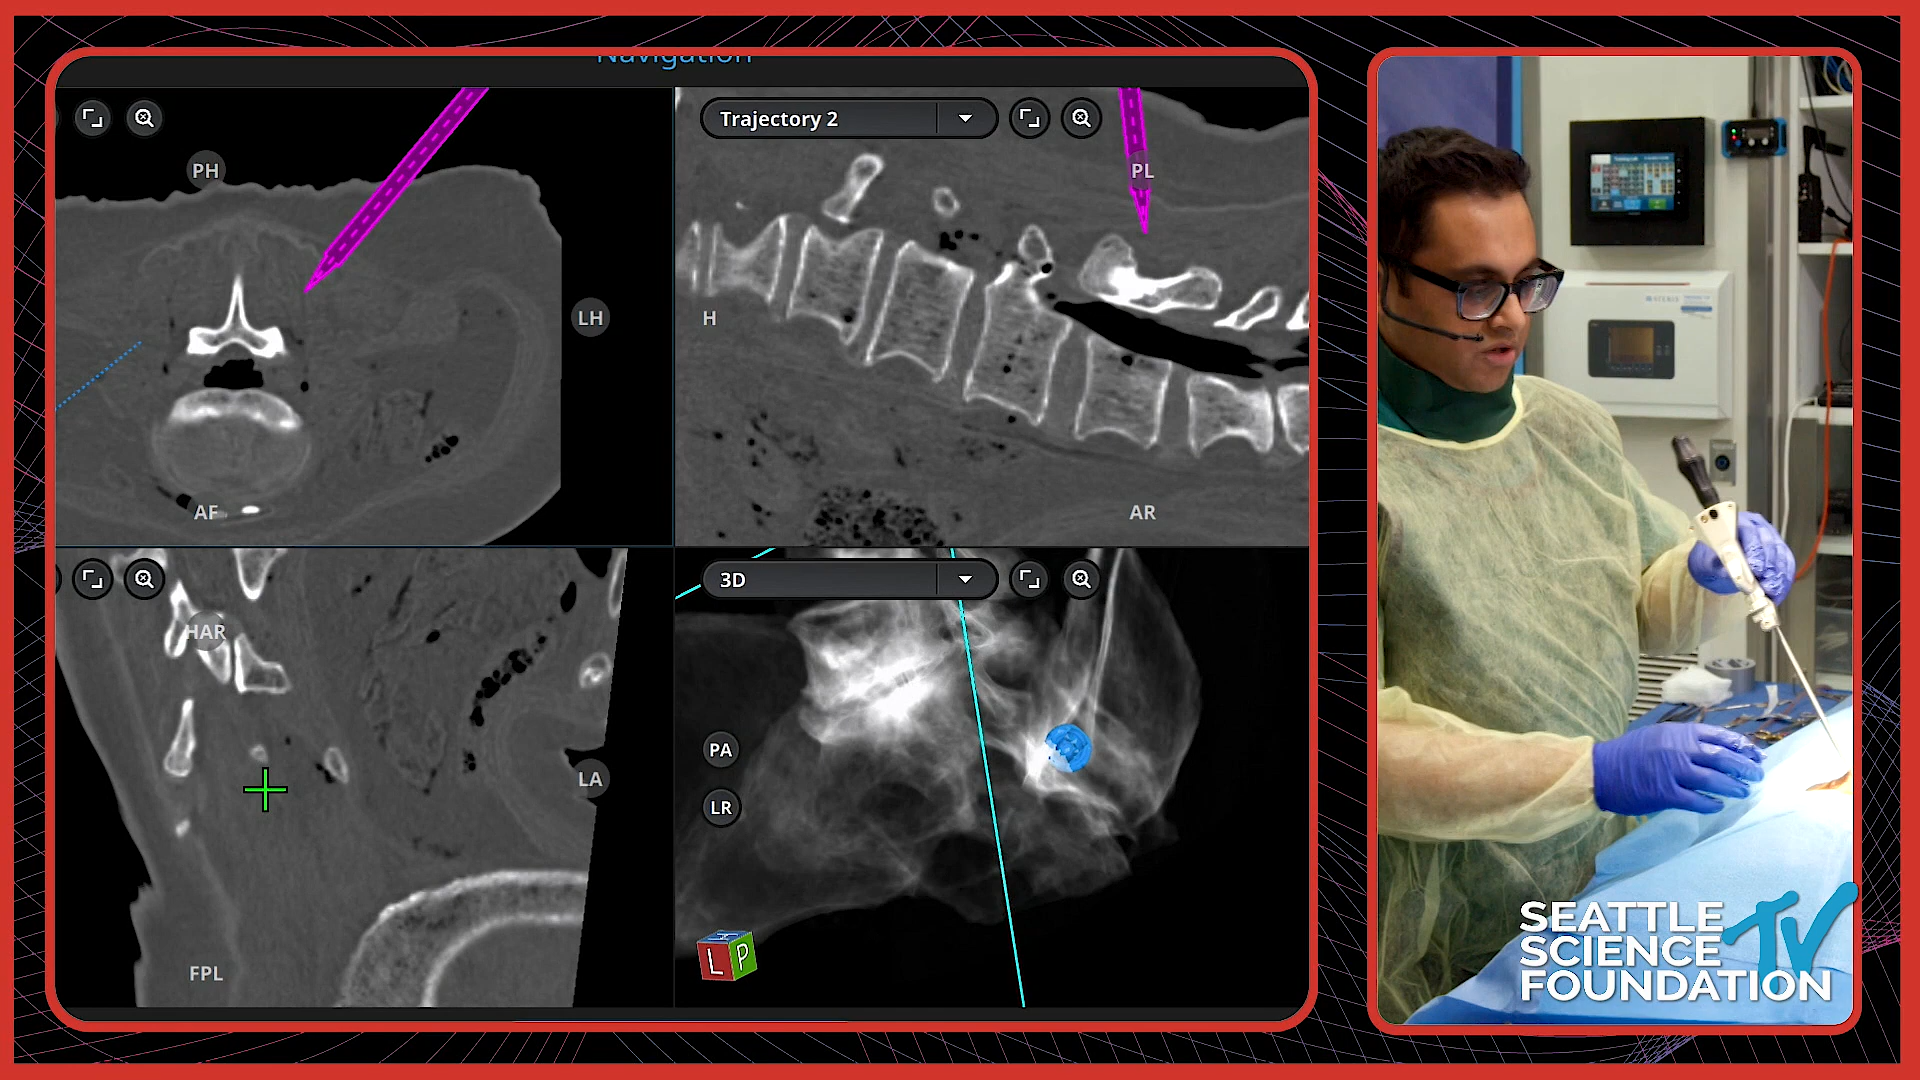 Navigation
PH
LH
AF
Trajectory 2
PL
H
AR
HAR
LA
FPL
3D
PA
LR
L
P
H
SEATTLE
SCIENCE
FOUNDATION
TV